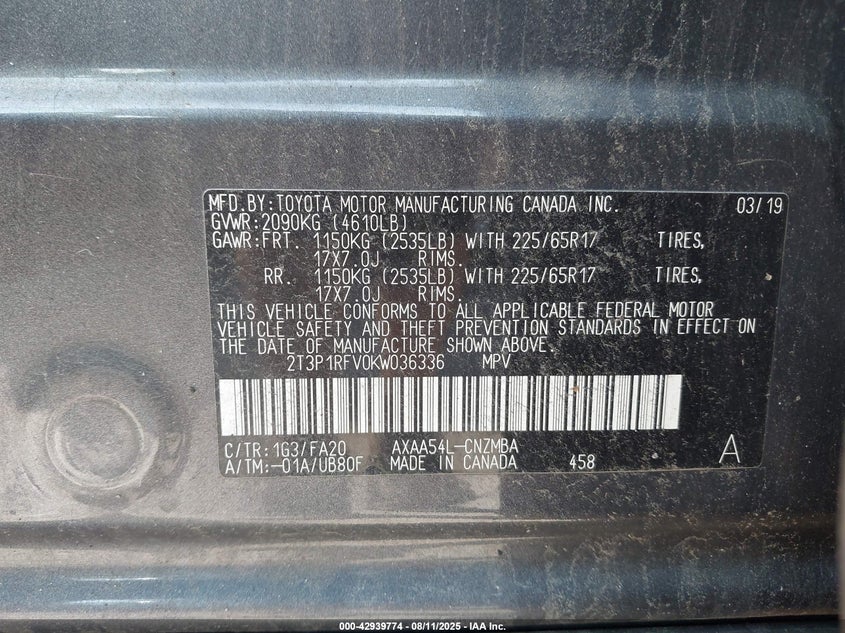 MFD.BY:TOYOTA MOTOR MANUFACTURING CANADA INC. 03/19
GVWR:2090KG (4610LB)
GAWR:FRT. 1150KG (2535LB) WITH 225/65R17 TIRES,
17X7.0J RIMS.
RR. 1150KG (2535LB) WITH 225/65R17 TIRES,
17X7.0J RIMS.
THIS VEHICLE CONFORMS TO ALL APPLICABLE FEDERAL MOTOR
VEHICLE SAFETY AND THEFT PREVENTION STANDARDS IN EFFECT ON
THE DATE OF MANUFACTURE SHOWN ABOVE.
2T3P1RFV0KW036336 MPV
C/TR:1G3/FA20 AXAA54L-CNZMBA
A/TM:-01A/UB80F MADE IN CANADA 458 A
000-42939774 - 08/11/2025 - IAA Inc.